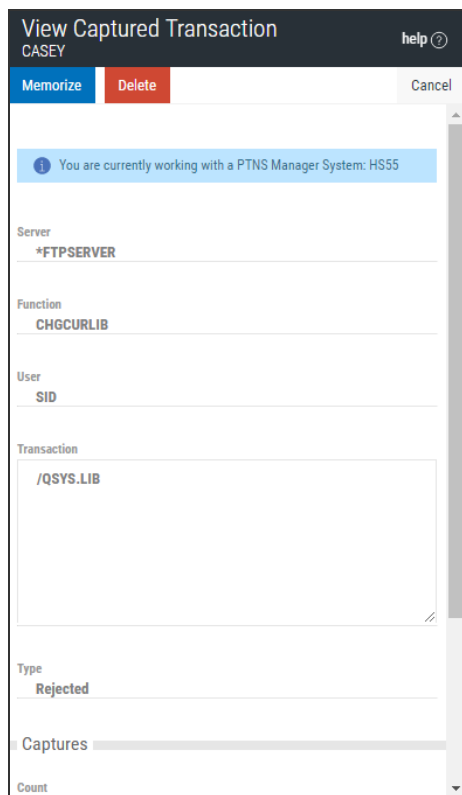 View Captured Transaction
CASEY
help ?
Memorize Delete Cancel
i You are currently working with a PTNS Manager System: HS55
Server
*FTPSERVER
Function
CHGCURLIB
User
SID
Transaction
/QSYS.LIB
Type
Rejected
Captures
Count